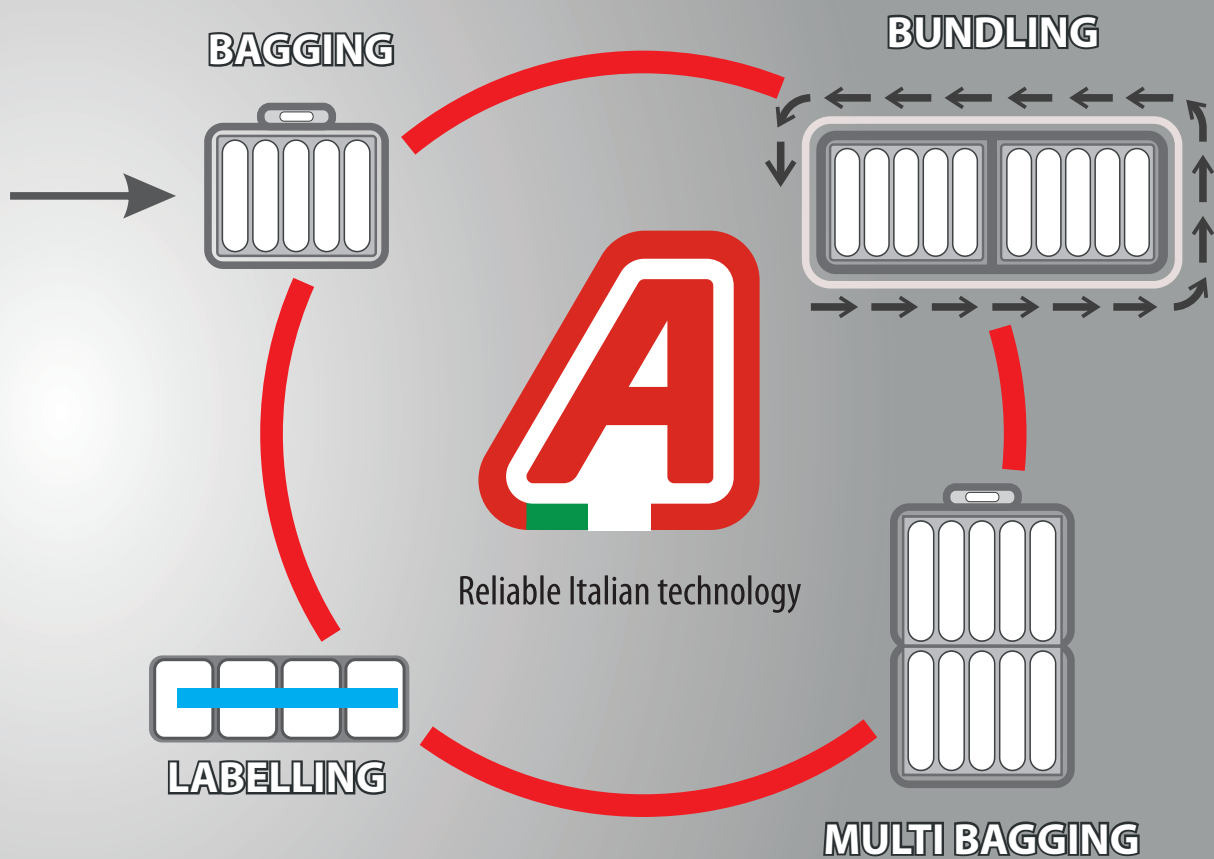 BAGGING
BUNDLING
A
Reliable Italian technology
LABELLING
MULTI BAGGING